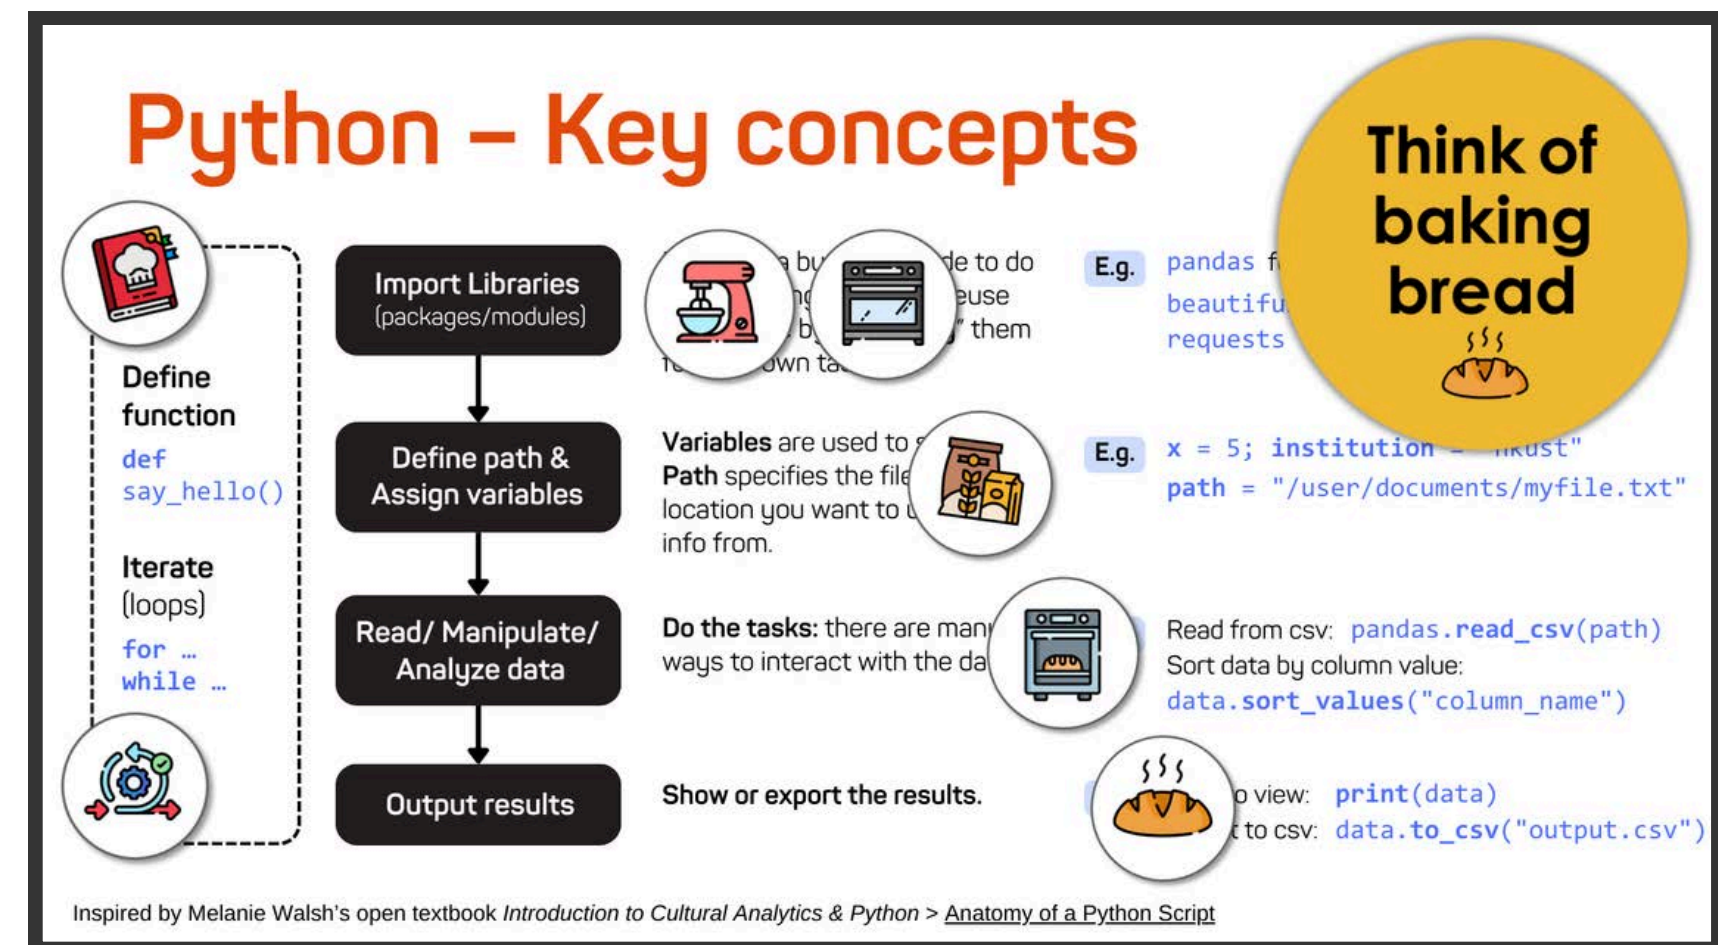 Python – Key concepts
Think of
baking
bread
Define
function
def
say_hello()
Iterate
(loops)
for …
while …
Import Libraries
(packages/modules)
to do
them
own
E.g.
pandas
requests
Define path &
Assign variables
Variables are used to
Path specifies the file
location you want to
info from.
E.g.
x = 5; institution =
path = "/user/documents/myfile.txt"
Read/ Manipulate/
Analyze data
Do the tasks: there are many
ways to interact with the
Read from csv: pandas.read_csv(path)
Sort data by column value:
data.sort_values("column_name")
Output results
Show or export the results.
view: print(data)
to csv: data.to_csv("output.csv")
Inspired by Melanie Walsh's open textbook Introduction to Cultural Analytics & Python > Anatomy of a Python Script